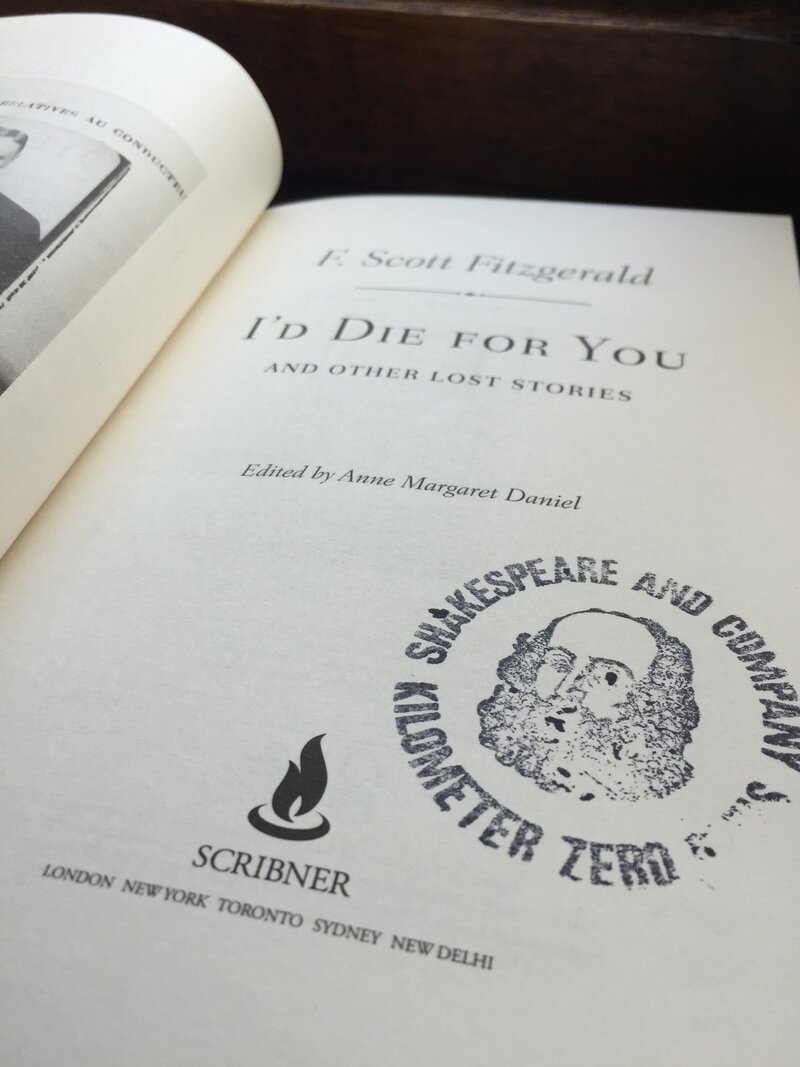 RELATIVES AU CONDUCTEU
F. Scott Fitzgerald
I'D DIE FOR YOU
AND OTHER LOST STORIES
Edited by Anne Margaret Daniel
SHAKESPEARE AND COMPANY
KILOMETER ZERO
SCRIBNER
LONDON NEW YORK TORONTO SYDNEY NEW DELHI